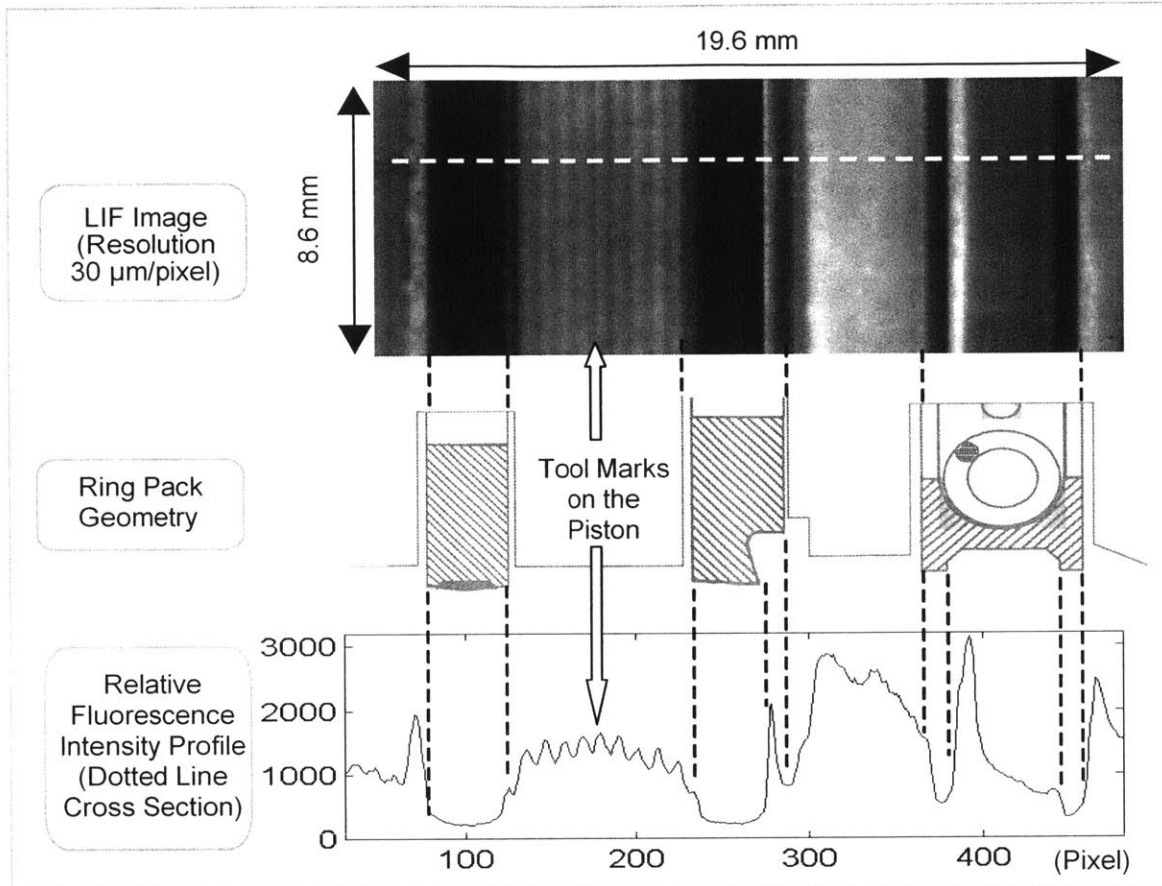 19.6 mm
8.6 mm
LIF Image
(Resolution
30 µm/pixel)
Ring Pack
Geometry
Tool Marks
on the
Piston
Relative
Fluorescence
Intensity Profile
(Dotted Line
Cross Section)
3000
2000
1000
0
100
200
300
400
(Pixel)